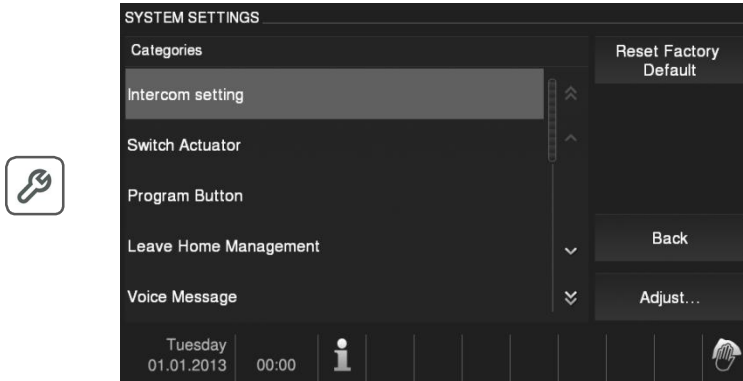 SYSTEM SETTINGS
Categories
Intercom setting
Switch Actuator
Program Button
Leave Home Management
Voice Message
Reset Factory
Default
Back
Adjust...
Tuesday
01.01.2013
00:00